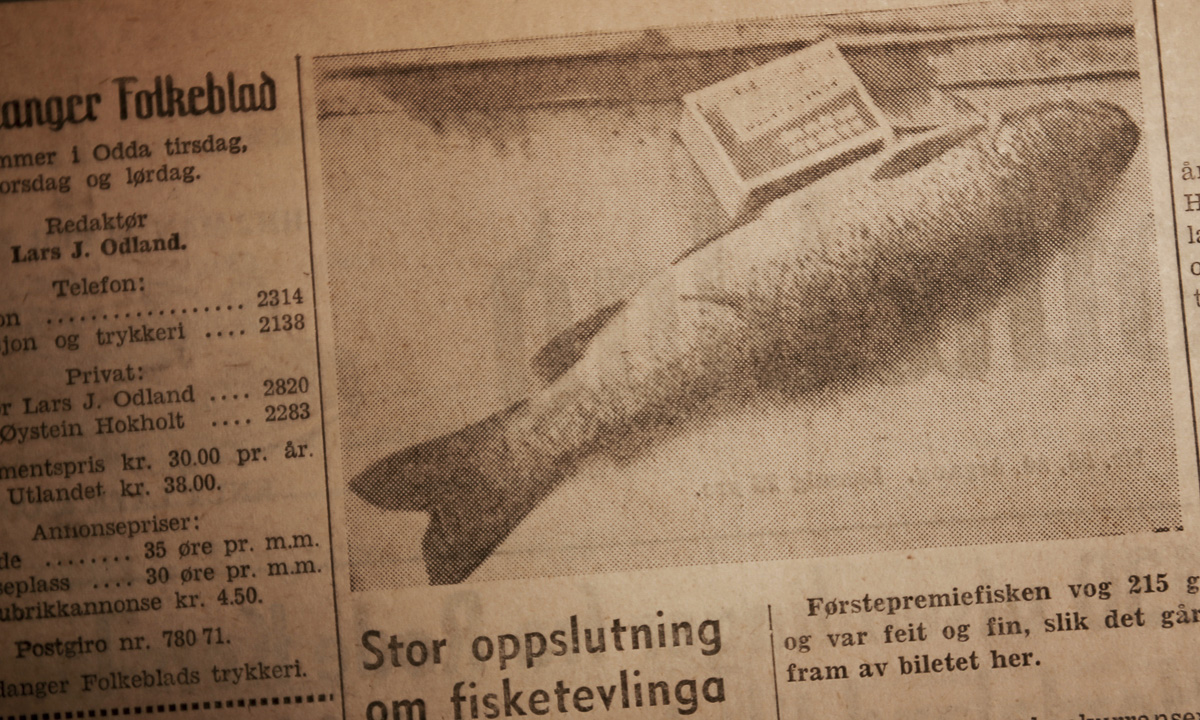 anger Folkeblad
mmer i Odda tirsdag,
orsdag og lørdag.
Redaktør
Lars J. Odland.
Telefon:
on .................. 2314
jon og trykkeri .... 2138
Privat:
r Lars J. Odland .... 2820
Øystein Hokholt .... 2283
mentspris kr. 30.00 pr. år.
Utlandet kr. 38.00.
Annonsepriser:
de ........ 35 øre pr. m.m.
seplass .... 30 øre pr. m.m.
ubrikkannonse kr. 4.50.
Postgiro nr. 780 71.
langer Folkeblads trykkeri.
Stor oppslutning
om fisketevlinga
Førstepremiefisken vog 215 g
og var feit og fin, slik det går
fram av biletet her.
år
H
la